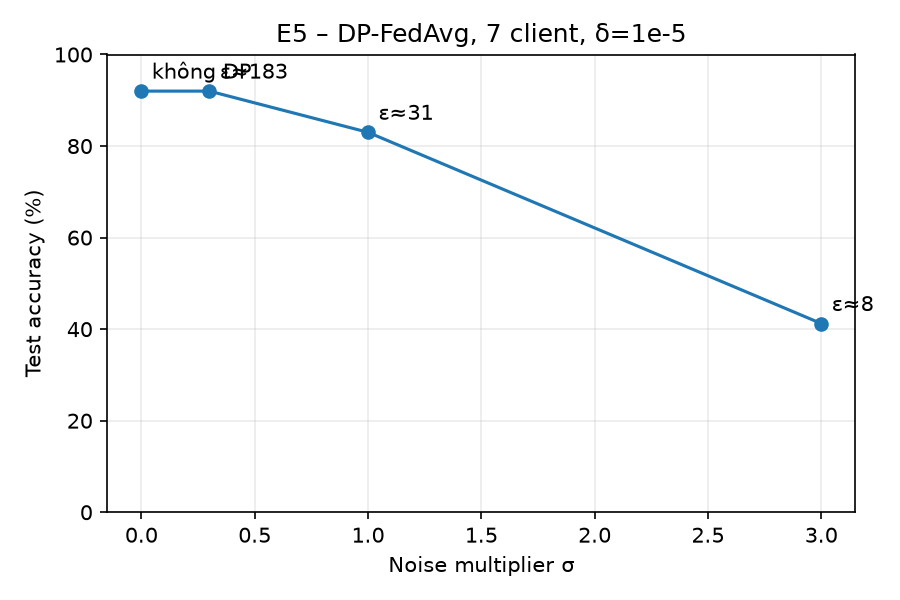 E5 – DP-FedAvg, 7 client, δ=1e-5
không DP
ε≈183
ε≈31
ε≈8
Test accuracy (%)
100
80
60
40
20
0
0.0 0.5 1.0 1.5 2.0 2.5 3.0
Noise multiplier σ